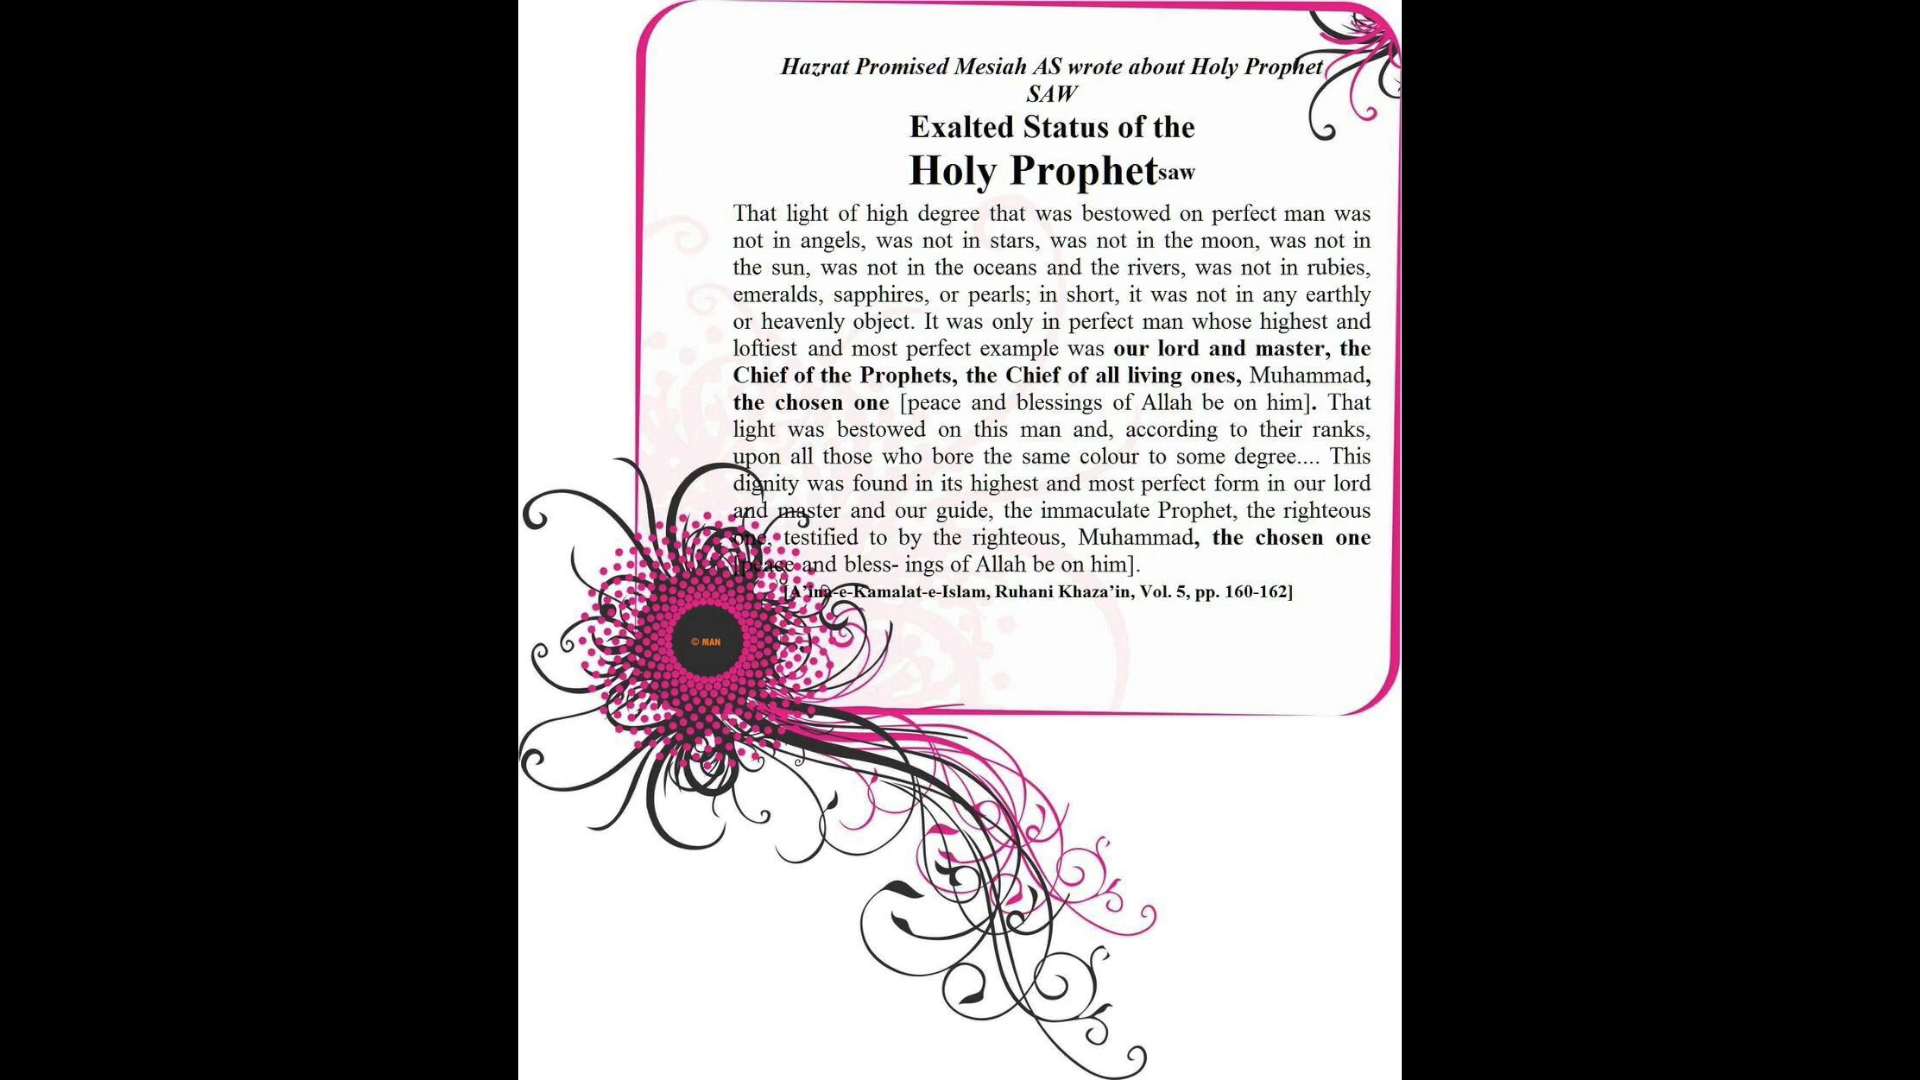 Hazrat Promised Mesiah AS wrote about Holy Prophet
SAW
Exalted Status of the
Holy Prophetsaw
That light of high degree that was bestowed on perfect man was
not in angels, was not in stars, was not in the moon, was not in
the sun, was not in the oceans and the rivers, was not in rubies,
emeralds, sapphires, or pearls; in short, it was not in any earthly
or heavenly object. It was only in perfect man whose highest and
loftiest and most perfect example was our lord and master, the
Chief of the Prophets, the Chief of all living ones, Muhammad,
the chosen one [peace and blessings of Allah be on him]. That
light was bestowed on this man and, according to their ranks,
upon all those who bore the same colour to some degree.... This
dignity was found in its highest and most perfect form in our lord
and master and our guide, the immaculate Prophet, the righteous
one, testified to by the righteous, Muhammad, the chosen one
[peace and bless- ings of Allah be on him].
[A'ina-e-Kamalat-e-Islam, Ruhani Khaza'in, Vol. 5, pp. 160-162]
© MAN